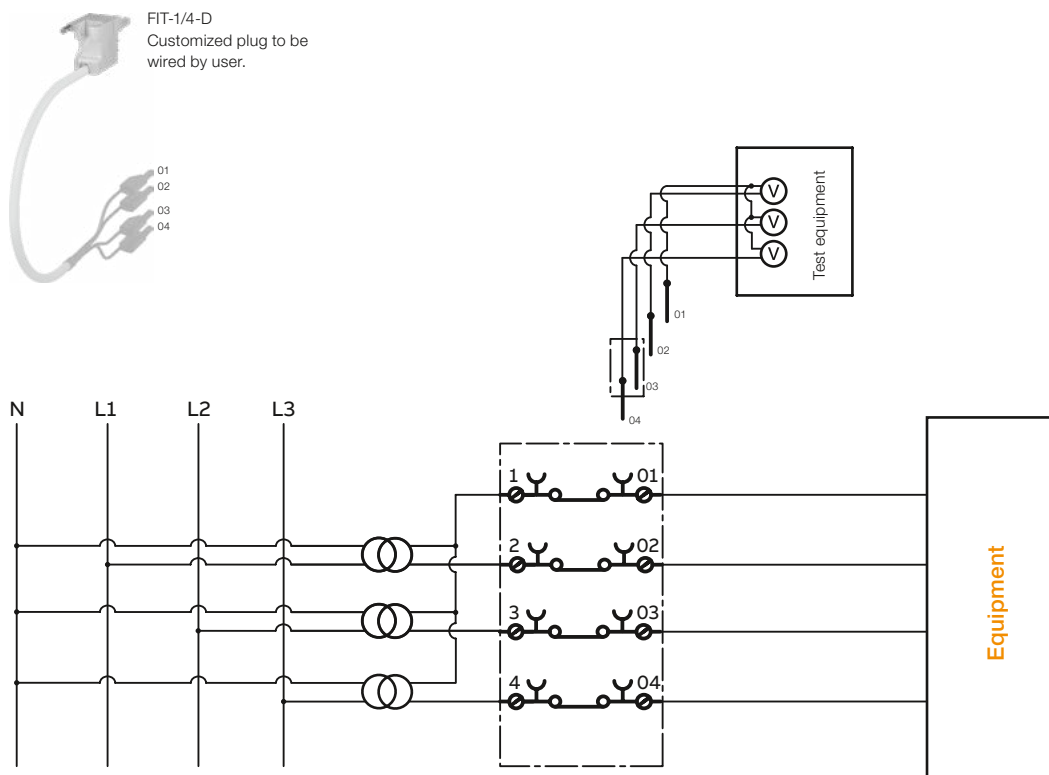 FIT-1/4-D
Customized plug to be
wired by user.
01
02
03
04
V
V
V
Test equipment
01
02
03
04
N L1 L2 L3
1 01
2 02
3 03
4 04
Equipment